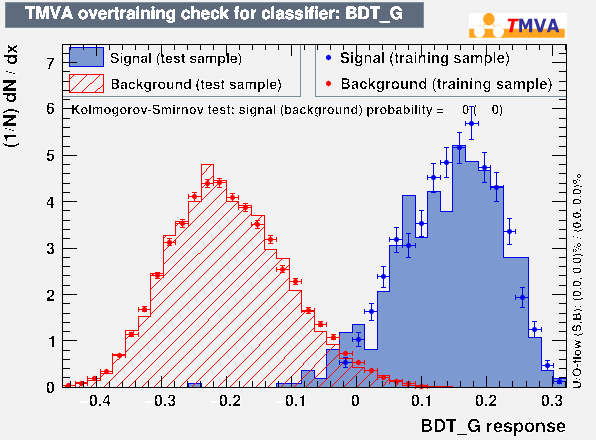 TMVA overtraining check for classifier: BDT_G
TMVA
Signal (test sample)
Background (test sample)
Signal (training sample)
Background (training sample)
Kolmogorov-Smirnov test: signal (background) probability = 0 ( 0)
(1/N) dN / dx
7
6
5
4
3
2
1
0
-0.4 -0.3 -0.2 -0.1 0 0.1 0.2 0.3
BDT_G response
U/O-flow (S,B): (0.0, 0.0)% / (0.0, 0.0)%